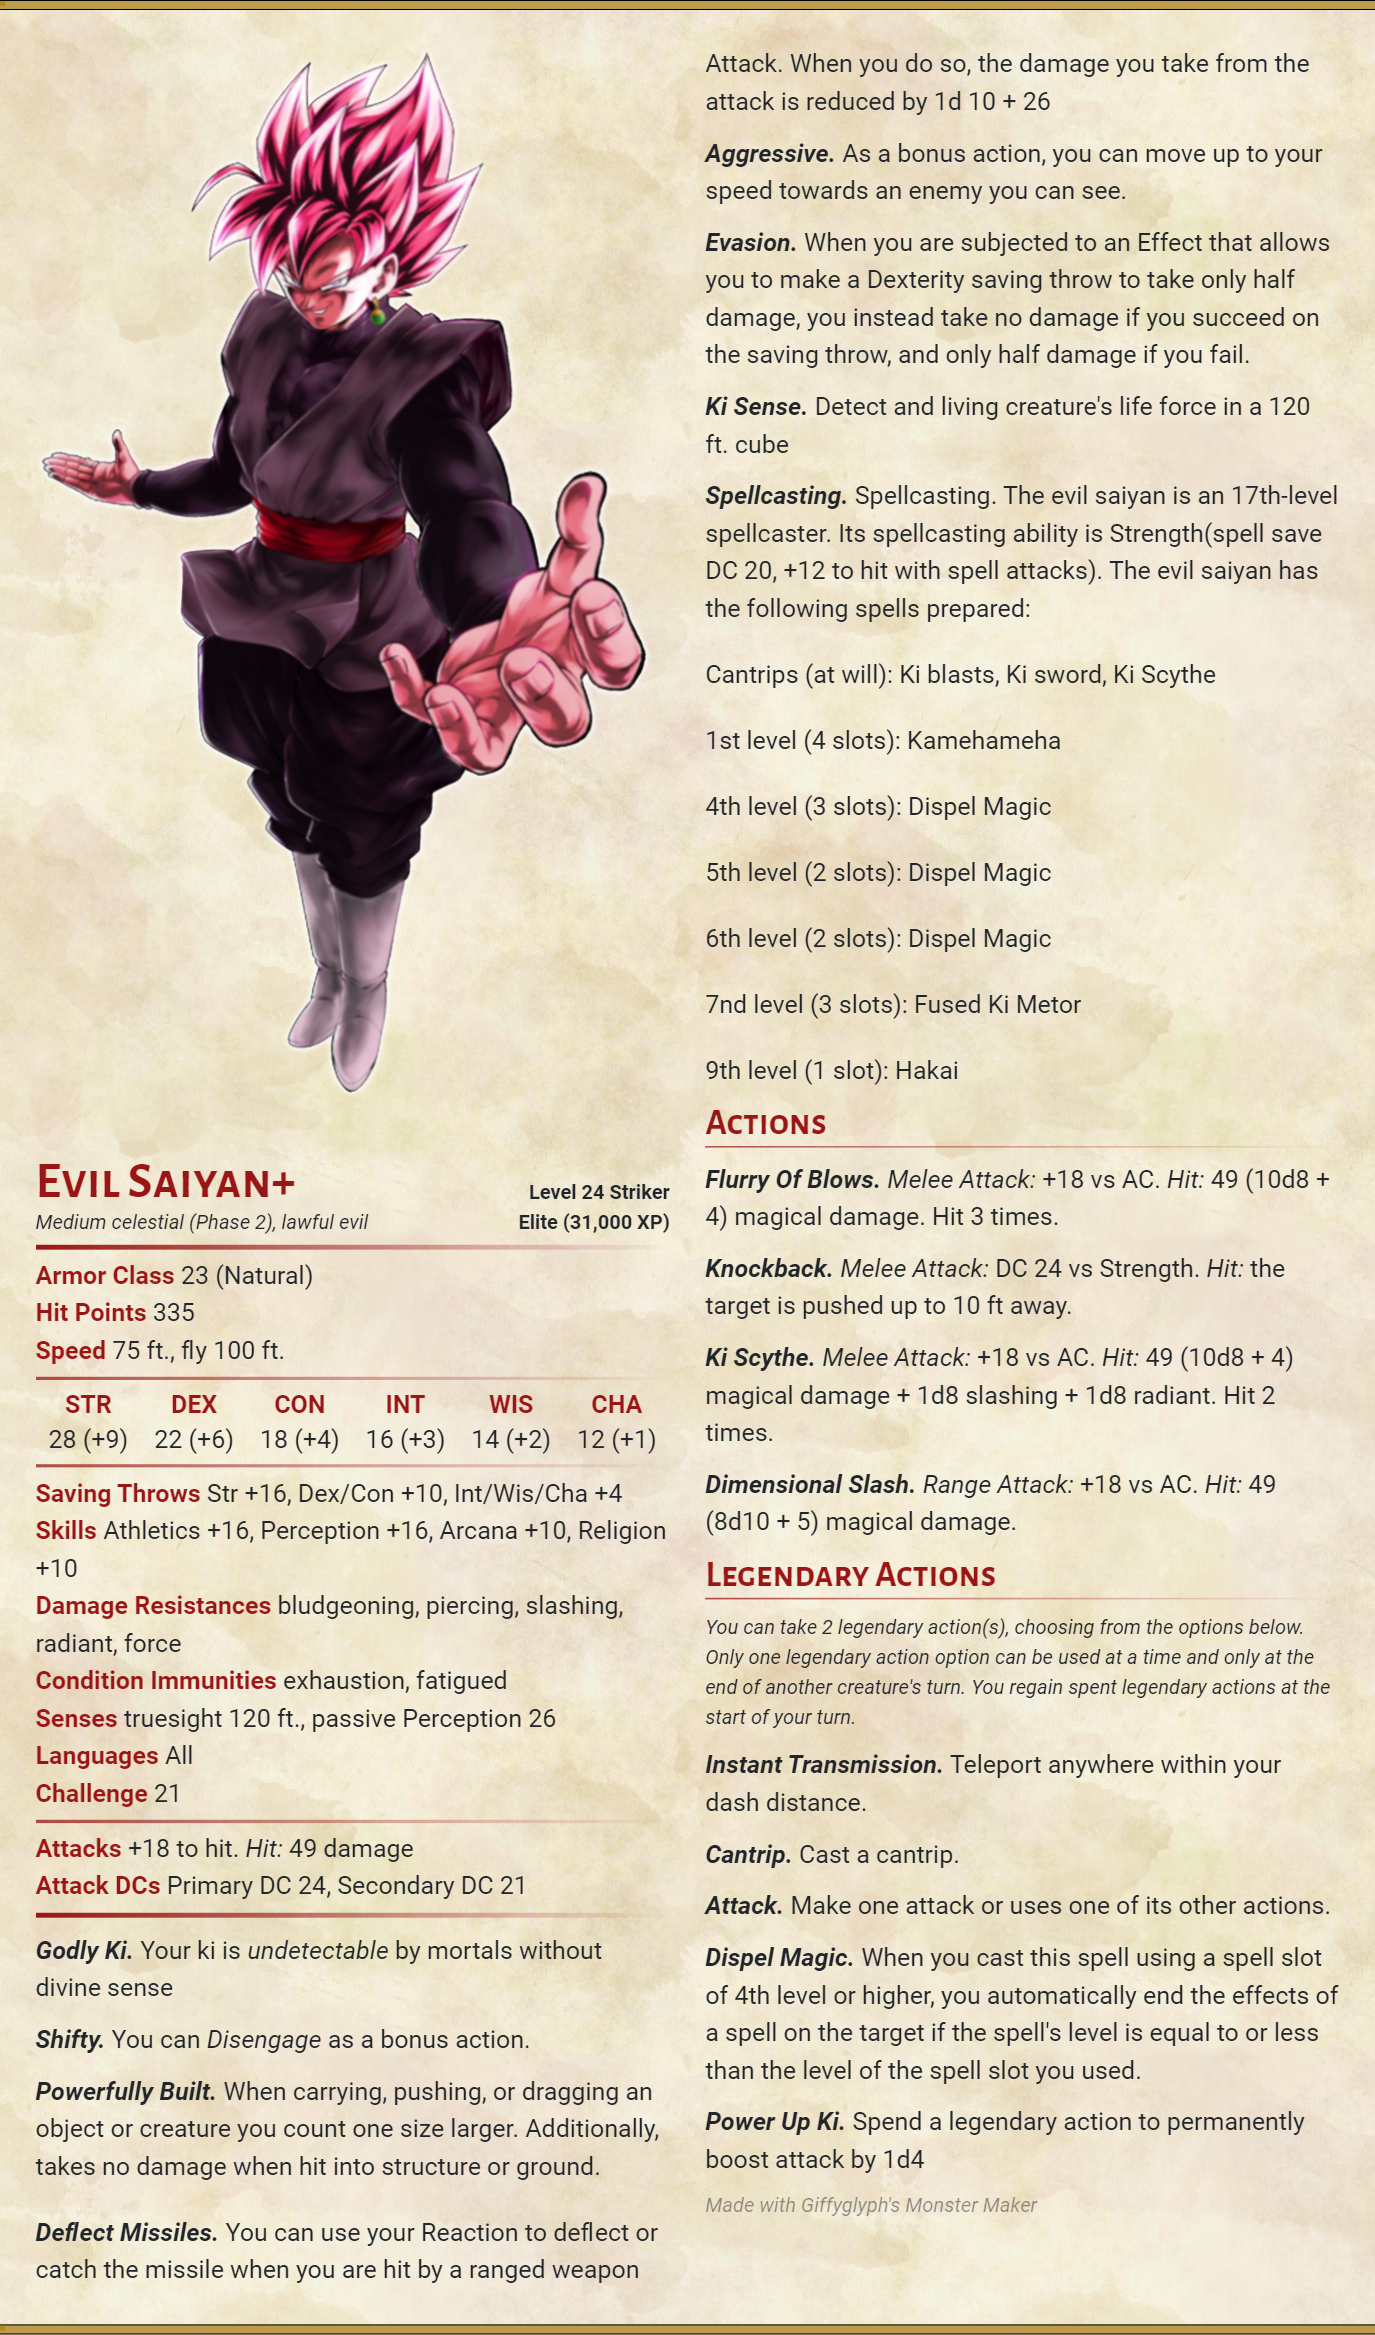 Evil Saiyan+
Level 24 Striker
Medium celestial (Phase 2), lawful evil
Elite (31,000 XP)
Armor Class 23 (Natural)
Hit Points 335
Speed 75 ft., fly 100 ft.
STR DEX CON INT WIS CHA
28 (+9) 22 (+6) 18 (+4) 16 (+3) 14 (+2) 12 (+1)
Saving Throws Str +16, Dex/Con +10, Int/Wis/Cha +4
Skills Athletics +16, Perception +16, Arcana +10, Religion
+10
Damage Resistances bludgeoning, piercing, slashing,
radiant, force
Condition Immunities exhaustion, fatigued
Senses truesight 120 ft., passive Perception 26
Languages All
Challenge 21
Attacks +18 to hit. Hit: 49 damage
Attack DCs Primary DC 24, Secondary DC 21
Godly Ki. Your ki is undetectable by mortals without
divine sense
Shifty. You can Disengage as a bonus action.
Powerfully Built. When carrying, pushing, or dragging an
object or creature you count one size larger. Additionally,
takes no damage when hit into structure or ground.
Deflect Missiles. You can use your Reaction to deflect or
catch the missile when you are hit by a ranged weapon
Attack. When you do so, the damage you take from the
attack is reduced by 1d 10 + 26
Aggressive. As a bonus action, you can move up to your
speed towards an enemy you can see.
Evasion. When you are subjected to an Effect that allows
you to make a Dexterity saving throw to take only half
damage, you instead take no damage if you succeed on
the saving throw, and only half damage if you fail.
Ki Sense. Detect and living creature's life force in a 120
ft. cube
Spellcasting. Spellcasting. The evil saiyan is an 17th-level
spellcaster. Its spellcasting ability is Strength(spell save
DC 20, +12 to hit with spell attacks). The evil saiyan has
the following spells prepared:
Cantrips (at will): Ki blasts, Ki sword, Ki Scythe
1st level (4 slots): Kamehameha
4th level (3 slots): Dispel Magic
5th level (2 slots): Dispel Magic
6th level (2 slots): Dispel Magic
7nd level (3 slots): Fused Ki Metor
9th level (1 slot): Hakai
Actions
Flurry Of Blows. Melee Attack: +18 vs AC. Hit: 49 (10d8 +
4) magical damage. Hit 3 times.
Knockback. Melee Attack: DC 24 vs Strength. Hit: the
target is pushed up to 10 ft away.
Ki Scythe. Melee Attack: +18 vs AC. Hit: 49 (10d8 + 4)
magical damage + 1d8 slashing + 1d8 radiant. Hit 2
times.
Dimensional Slash. Range Attack: +18 vs AC. Hit: 49
(8d10 + 5) magical damage.
Legendary Actions
You can take 2 legendary action(s), choosing from the options below.
Only one legendary action option can be used at a time and only at the
end of another creature's turn. You regain spent legendary actions at the
start of your turn.
Instant Transmission. Teleport anywhere within your
dash distance.
Cantrip. Cast a cantrip.
Attack. Make one attack or uses one of its other actions.
Dispel Magic. When you cast this spell using a spell slot
of 4th level or higher, you automatically end the effects of
a spell on the target if the spell's level is equal to or less
than the level of the spell slot you used.
Power Up Ki. Spend a legendary action to permanently
boost attack by 1d4
Made with Giffyglyph's Monster Maker